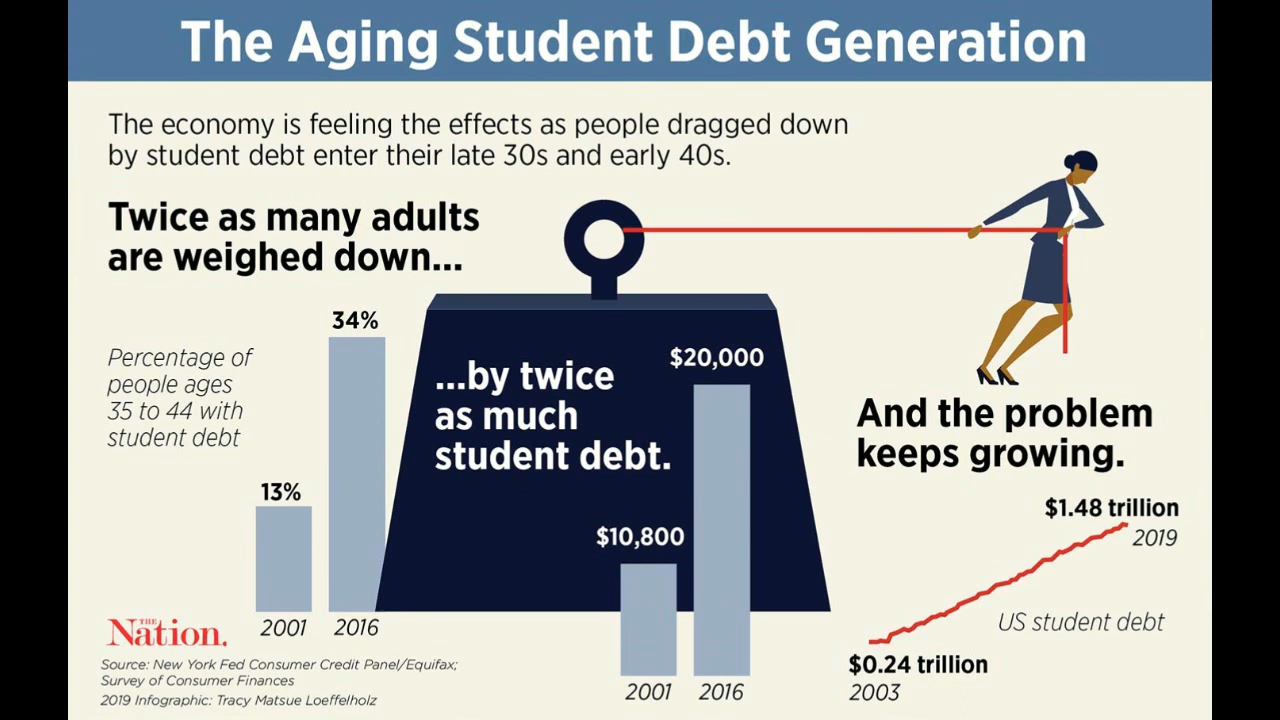 The Aging Student Debt Generation
The economy is feeling the effects as people dragged down
by student debt enter their late 30s and early 40s.
Twice as many adults
are weighed down...
Percentage of
people ages
35 to 44 with
student debt
13%
34%
2001
2016
...by twice
as much
student debt.
$10,800
$20,000
2001
2016
And the problem
keeps growing.
$1.48 trillion
2019
US student debt
$0.24 trillion
2003
THE
Nation.
Source: New York Fed Consumer Credit Panel/Equifax;
Survey of Consumer Finances
2019 Infographic: Tracy Matsue Loeffelholz